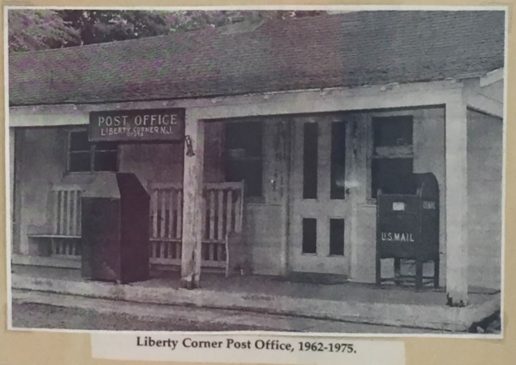 POST OFFICE
LIBERTY CORNER N.J.
U.S.MAIL
Liberty Corner Post Office, 1962-1975.